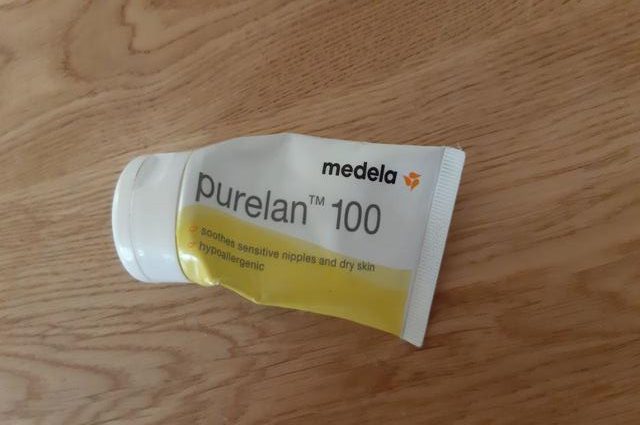 medela
purelan™ 100
soothes sensitive nipples and dry skin
hypoallergenic